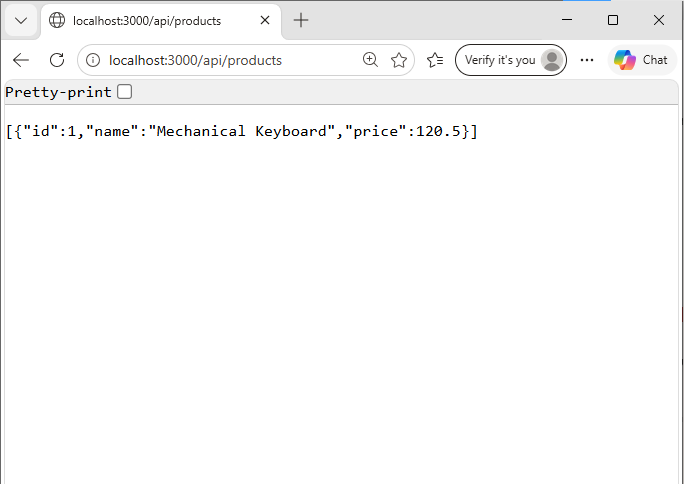 localhost:3000/api/products
localhost:3000/api/products
Verify it's you
Chat
Pretty-print
[{"id":1,"name":"Mechanical Keyboard","price":120.5}]